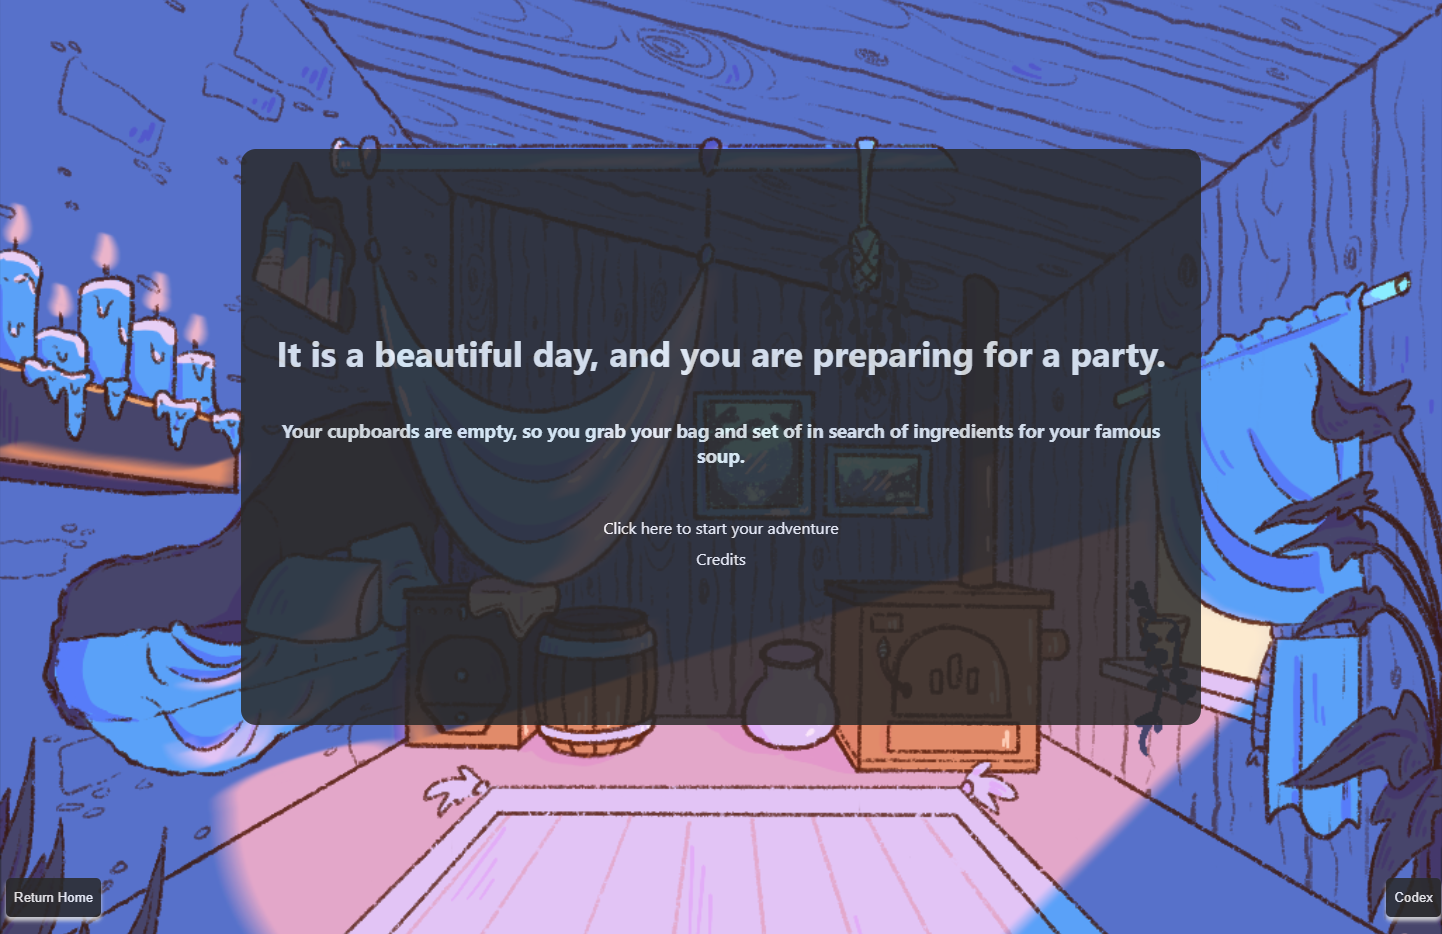 It is a beautiful day, and you are preparing for a party.
Your cupboards are empty, so you grab your bag and set of in search of ingredients for your famous
soup.
Click here to start your adventure
Credits
Return Home
Codex